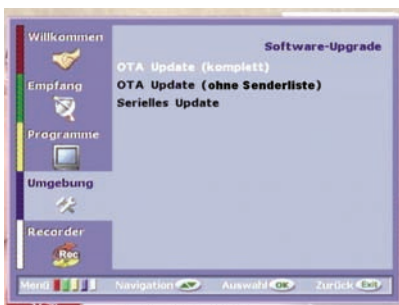 Willkommen
Software-Upgrade
OTA Update (komplett)
Empfang
OTA Update (ohne Senderliste)
Serielles Update
Programme
Umgebung
Recorder
Rec
Menü Navigation Auswahl OK Zurück Exit